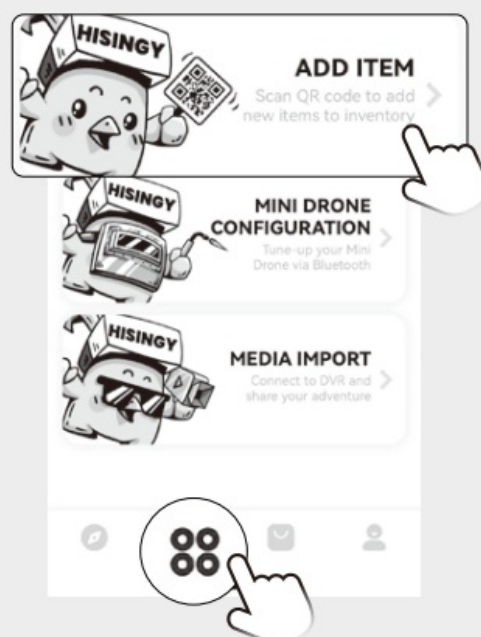 HISINGY
ADD ITEM
Scan QR code to add
new items to inventory
HISINGY
MINI DRONE
CONFIGURATION
Tune-up your Mini
Drone via Bluetooth
HISINGY
MEDIA IMPORT
Connect to DVR and
share your adventure